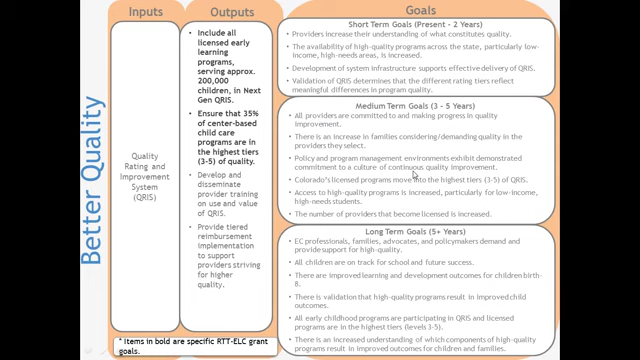 Inputs
Outputs
Goals
Better Quality
Quality
Rating and
Improvement
System
(QRIS)
• Include all
licensed early
learning
programs,
serving approx.
200,000
children, in Next
Gen QRIS.
• Ensure that 35%
of center-based
child care
programs are in
the highest tiers
(3-5) of quality.
• Develop and
disseminate
provider training
on use and value
of QRIS.
• Provide tiered
reimbursement
implementation
to support
providers striving
for higher
quality.
Short Term Goals (Present - 2 Years)
• Providers increase their understanding of what constitutes quality.
• The availability of high-quality programs across the state, particularly low-
income, high-needs areas, is increased.
• Development of system infrastructure supports effective delivery of QRIS.
• Validation of QRIS determines that the different rating tiers reflect
meaningful differences in program quality.
Medium Term Goals (3 – 5 Years)
• All providers are committed to and making progress in quality
improvement.
• There is an increase in families considering/demanding quality in the
providers they select.
• Policy and program management environments exhibit demonstrated
commitment to a culture of continuous quality improvement.
• Colorado's licensed programs move into the highest tiers (3-5) of QRIS.
• Access to high-quality programs is increased, particularly for low-income,
high-needs students.
• The number of providers that become licensed is increased.
Long Term Goals (5+ Years)
• EC professionals, families, advocates, and policymakers demand and
provide support for high-quality.
• All children are on track for school and future success.
• There are improved learning and development outcomes for children birth-
8.
• There is validation that high-quality programs result in improved child
outcomes.
• All early childhood programs are participating in QRIS and licensed
programs are in the highest tiers (levels 3-5).
• There is an increased understanding of which components of high-quality
programs result in improved outcomes for children and families.
* Items in bold are specific RTT-ELC grant
goals.